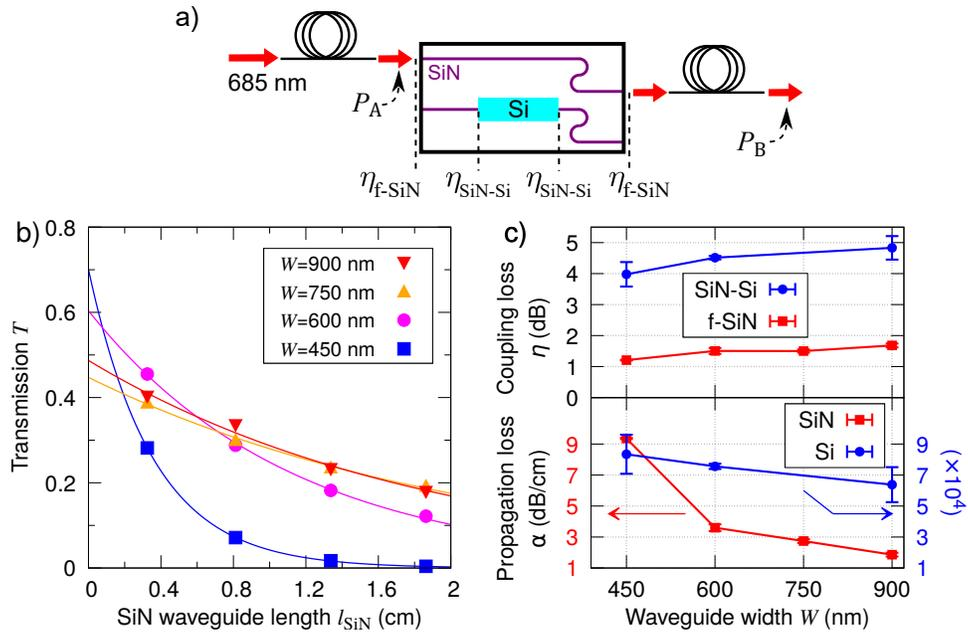 a)
685 nm
P_A
SiN
Si
P_B
η_f-SiN
η_SiN-Si
η_SiN-Si
η_f-SiN
b)
0.8
0.6
0.4
0.2
0
Transmission T
W=900 nm
W=750 nm
W=600 nm
W=450 nm
0 0.4 0.8 1.2 1.6 2
SiN waveguide length l_SiN (cm)
c)
5
4
3
2
1
0
Coupling loss
η (dB)
SiN-Si
f-SiN
9
7
5
3
1
Propagation loss
α (dB/cm)
SiN
Si
9
7
5
3
1
(×10⁴)
450 600 750 900
Waveguide width W (nm)